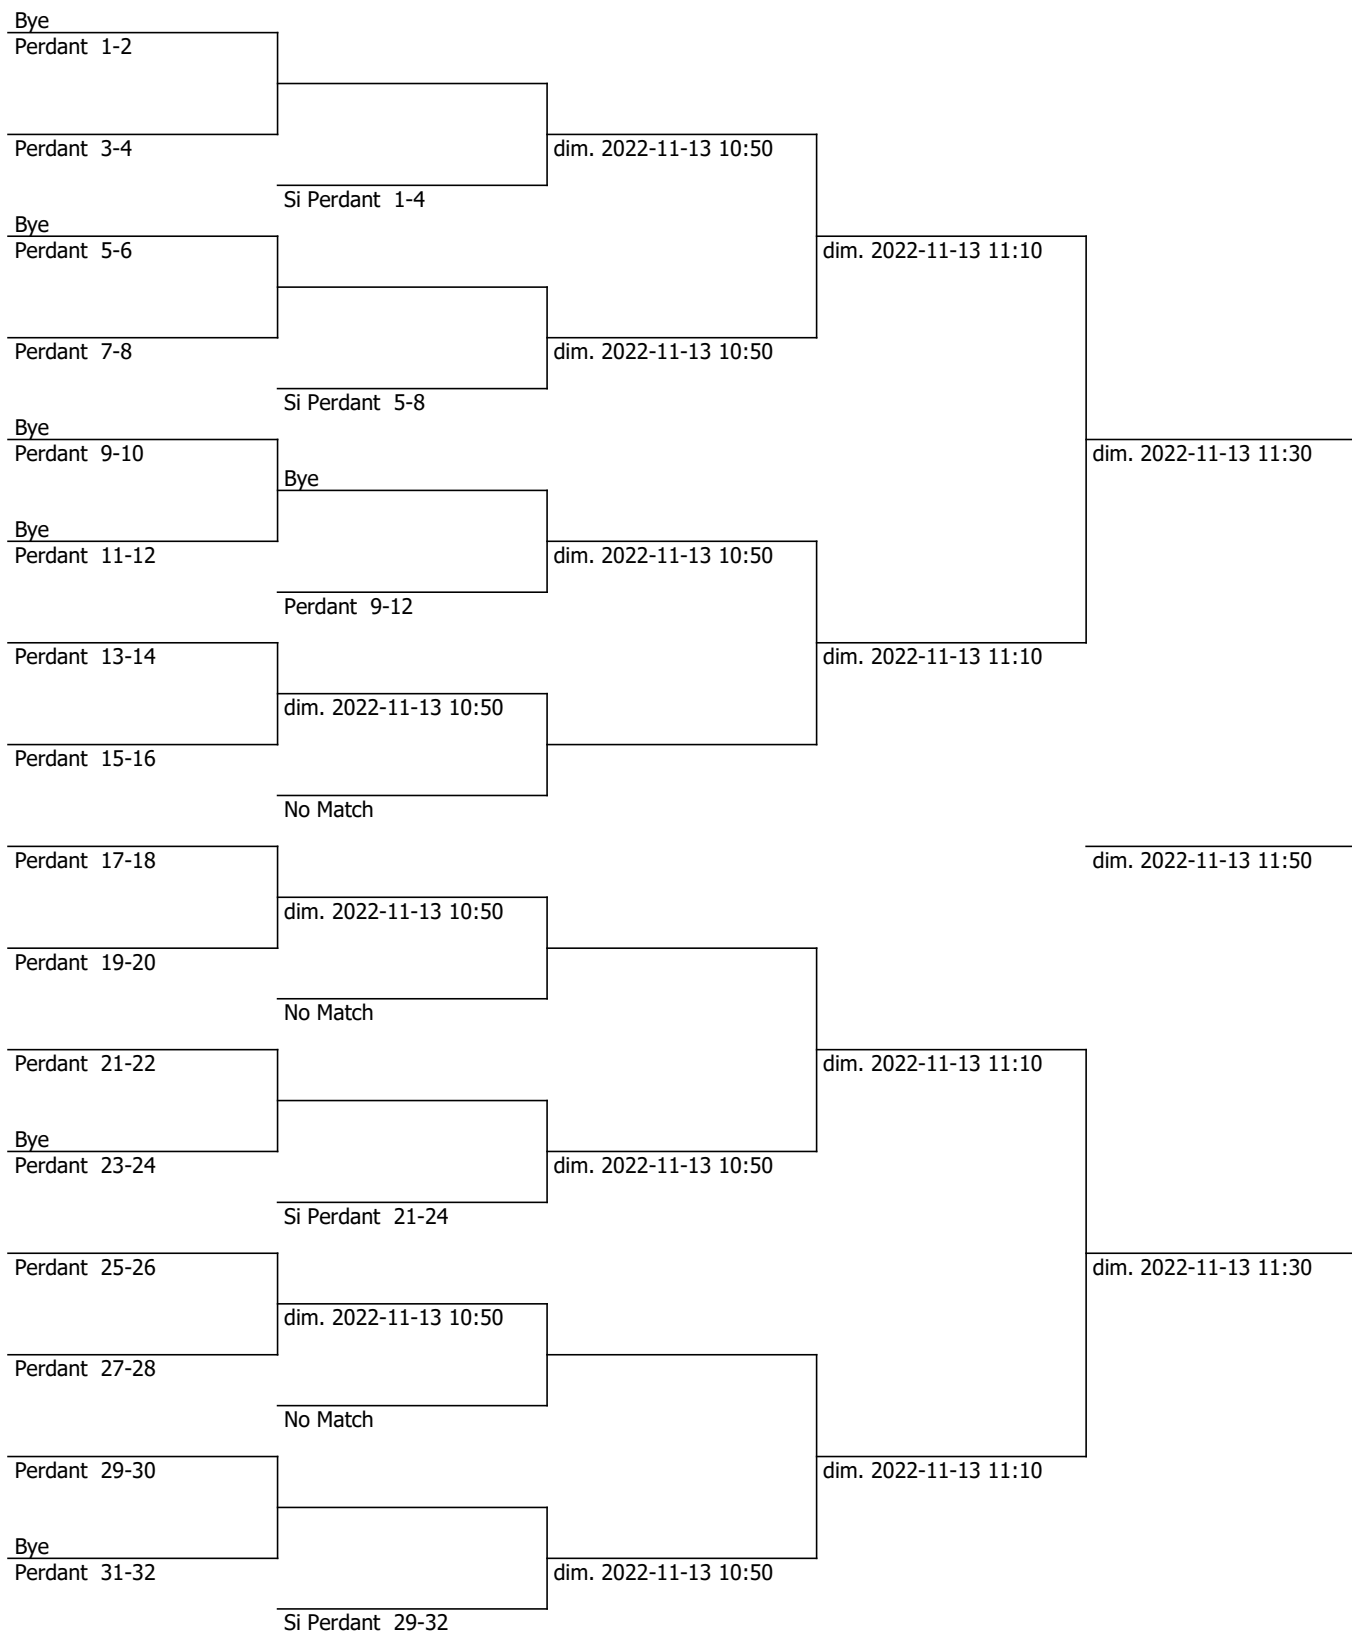 Bye
Perdant 1-2
Perdant 3-4
dim. 2022-11-13 10:50
Si Perdant 1-4
Bye
Perdant 5-6
dim. 2022-11-13 11:10
Perdant 7-8
dim. 2022-11-13 10:50
Si Perdant 5-8
Bye
Perdant 9-10
dim. 2022-11-13 11:30
Bye
Bye
Perdant 11-12
dim. 2022-11-13 10:50
Perdant 9-12
Perdant 13-14
dim. 2022-11-13 11:10
dim. 2022-11-13 10:50
Perdant 15-16
No Match
Perdant 17-18
dim. 2022-11-13 11:50
dim. 2022-11-13 10:50
Perdant 19-20
No Match
Perdant 21-22
dim. 2022-11-13 11:10
Bye
Perdant 23-24
dim. 2022-11-13 10:50
Si Perdant 21-24
Perdant 25-26
dim. 2022-11-13 11:30
dim. 2022-11-13 10:50
Perdant 27-28
No Match
Perdant 29-30
dim. 2022-11-13 11:10
Bye
Perdant 31-32
dim. 2022-11-13 10:50
Si Perdant 29-32